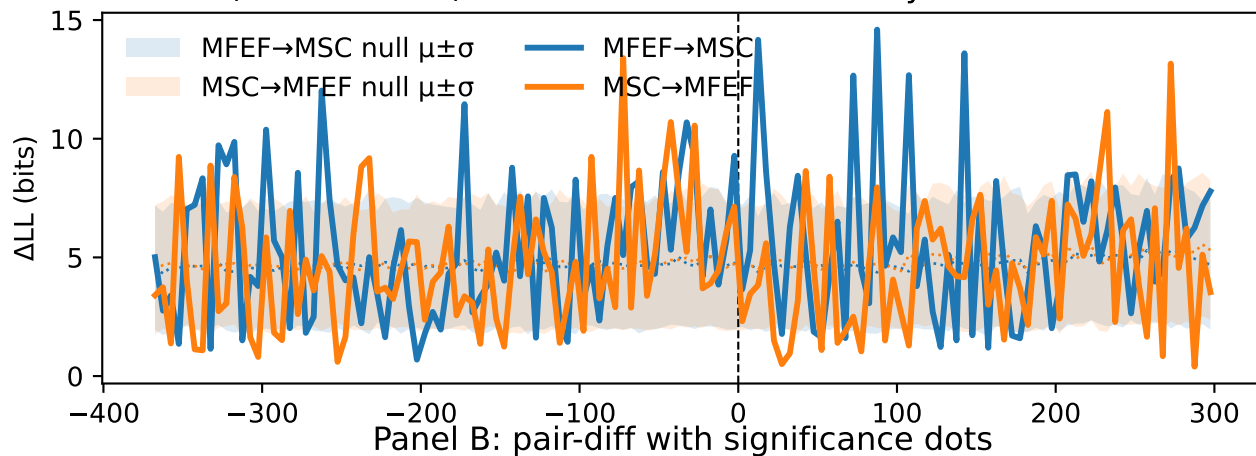 MFEF→MSC null μ±σ
MSC→MFEF null μ±σ
MFEF→MSC
MSC→MFEF
ΔLL (bits)
15
10
5
0
−400 −300 −200 −100 0 100 200 300
Panel B: pair-diff with significance dots